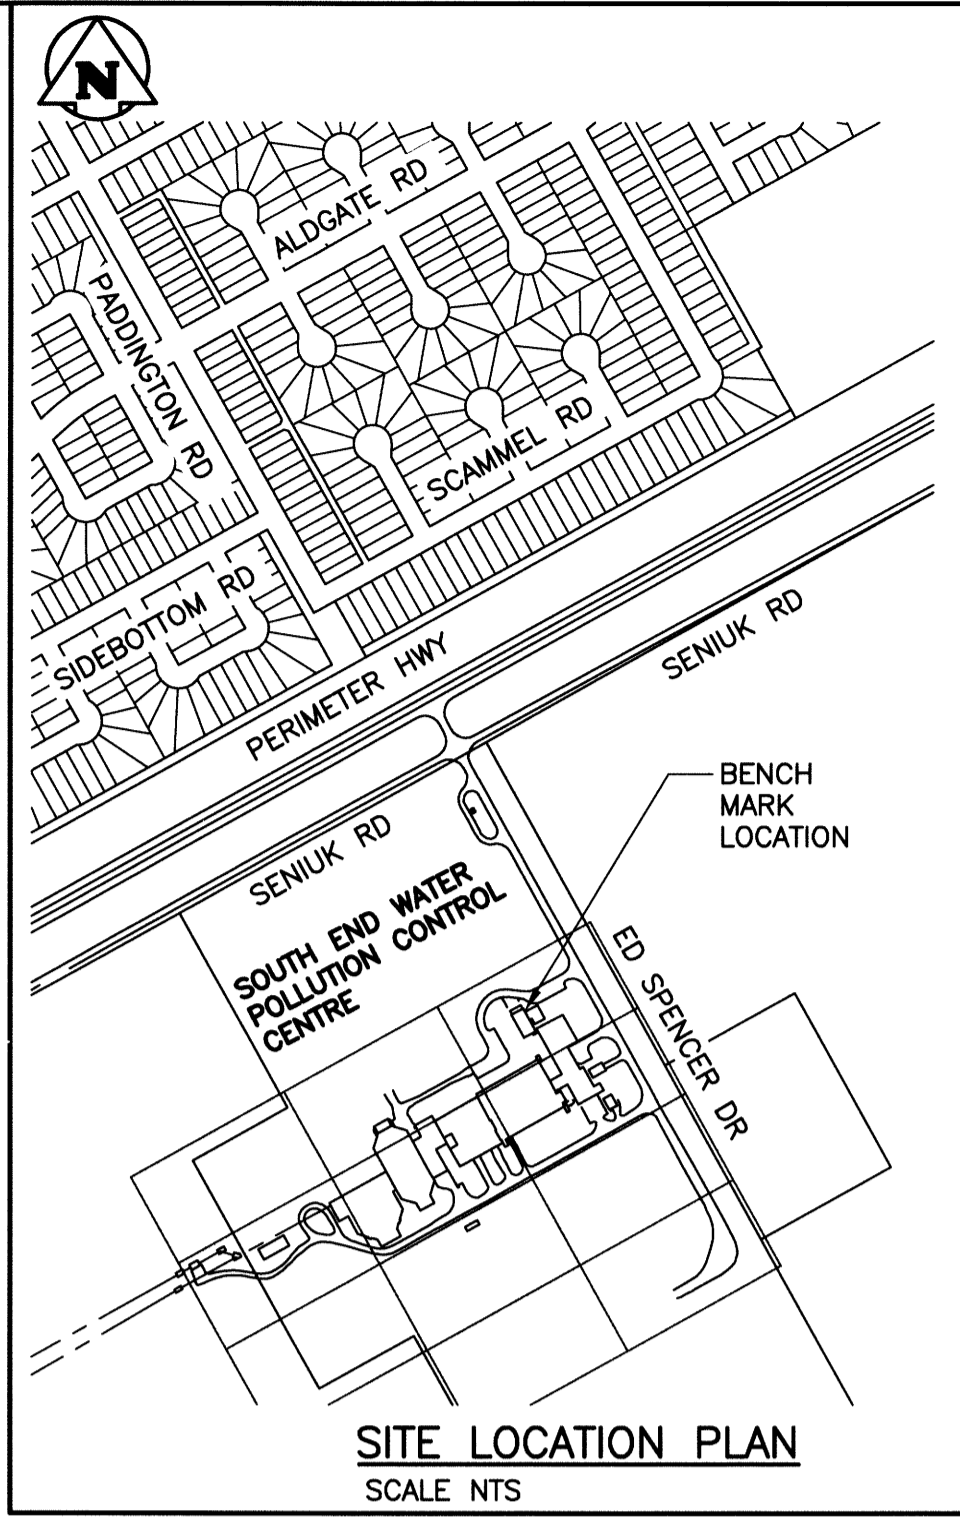 N
ALDGATE RD
PADDINGTON RD
SCAMMEL RD
SIDEBOTTOM RD
PERIMETER HWY
SENIUK RD
BENCH
MARK
LOCATION
SENIUK RD
SOUTH END WATER
POLLUTION CONTROL
CENTRE
ED SPENCER DR
SITE LOCATION PLAN
SCALE NTS